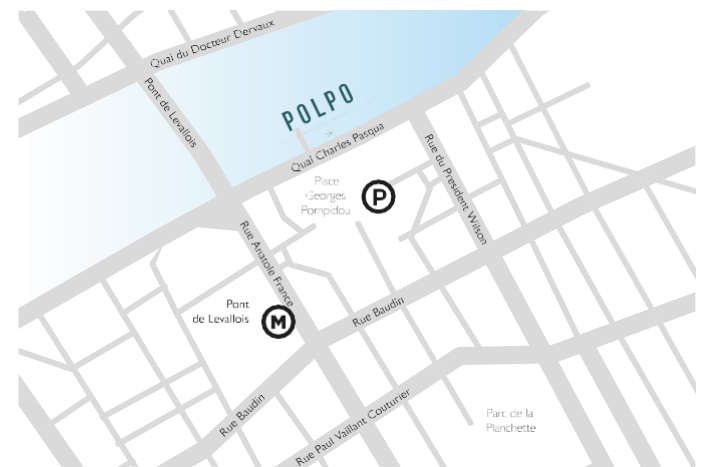 Quai du Docteur Dervaux
Pont de Levallois
POLPO
Quai Charles Pasqua
Place
Georges
Pompidou
P
Rue du President Wilson
Rue Anatole France
Pont
de Levallois
M
Rue Baudin
Rue Baudin
Rue Paul Vaillant Couturier
Parc de la
Planchette